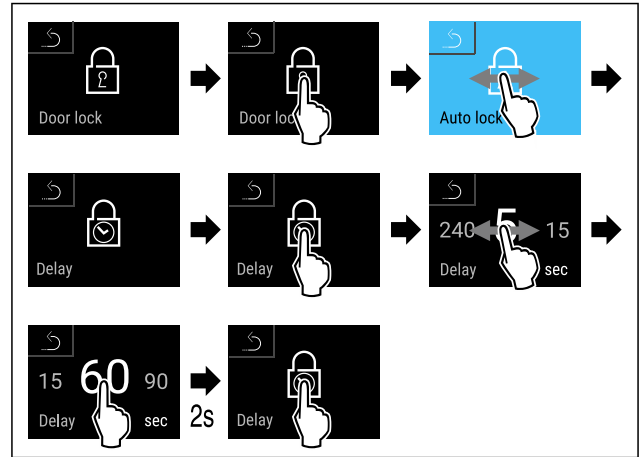 Door lock
Door loc
Auto lock
Delay
Delay
240 5 15
Delay sec
15 60 90
Delay sec
2s
Delay